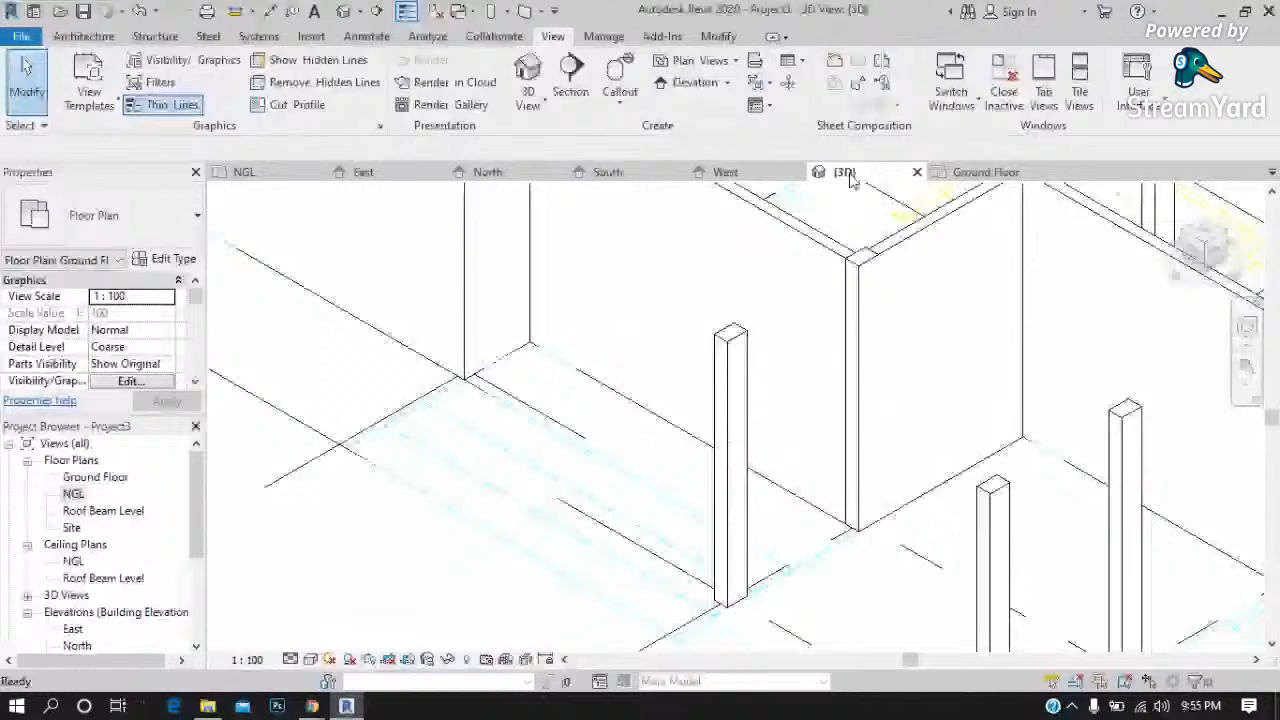 Autodesk Revit 2020 - Project3 - 3D View: {3D}
Sign In
File Architecture Structure Steel Systems Insert Annotate Analyze Collaborate View Manage Add-Ins Modify
Powered by
StreamYard
Modify
Select
View Templates
Visibility/ Graphics
Filters
Thin Lines
Show Hidden Lines
Remove Hidden Lines
Cut Profile
Graphics
Render
Render in Cloud
Render Gallery
Presentation
3D View
Section
Callout
Plan Views
Elevation
Create
Sheet Composition
Switch Windows
Close Inactive
Tab Views
Tile Views
User
Windows
Properties
NGL
East
North
South
West
{3D}
Ground Floor
Floor Plan
Floor Plan: Ground Fl
Edit Type
Graphics
View Scale 1 : 100
Scale Value 1: 100
Display Model Normal
Detail Level Coarse
Parts Visibility Show Original
Visibility/Grap... Edit...
Properties help
Apply
Project Browser - Project3
Views (all)
Floor Plans
Ground Floor
NGL
Roof Beam Level
Site
Ceiling Plans
NGL
Roof Beam Level
3D Views
Elevations (Building Elevation
East
North
1 : 100
Ready
:0
Main Model
9:55 PM